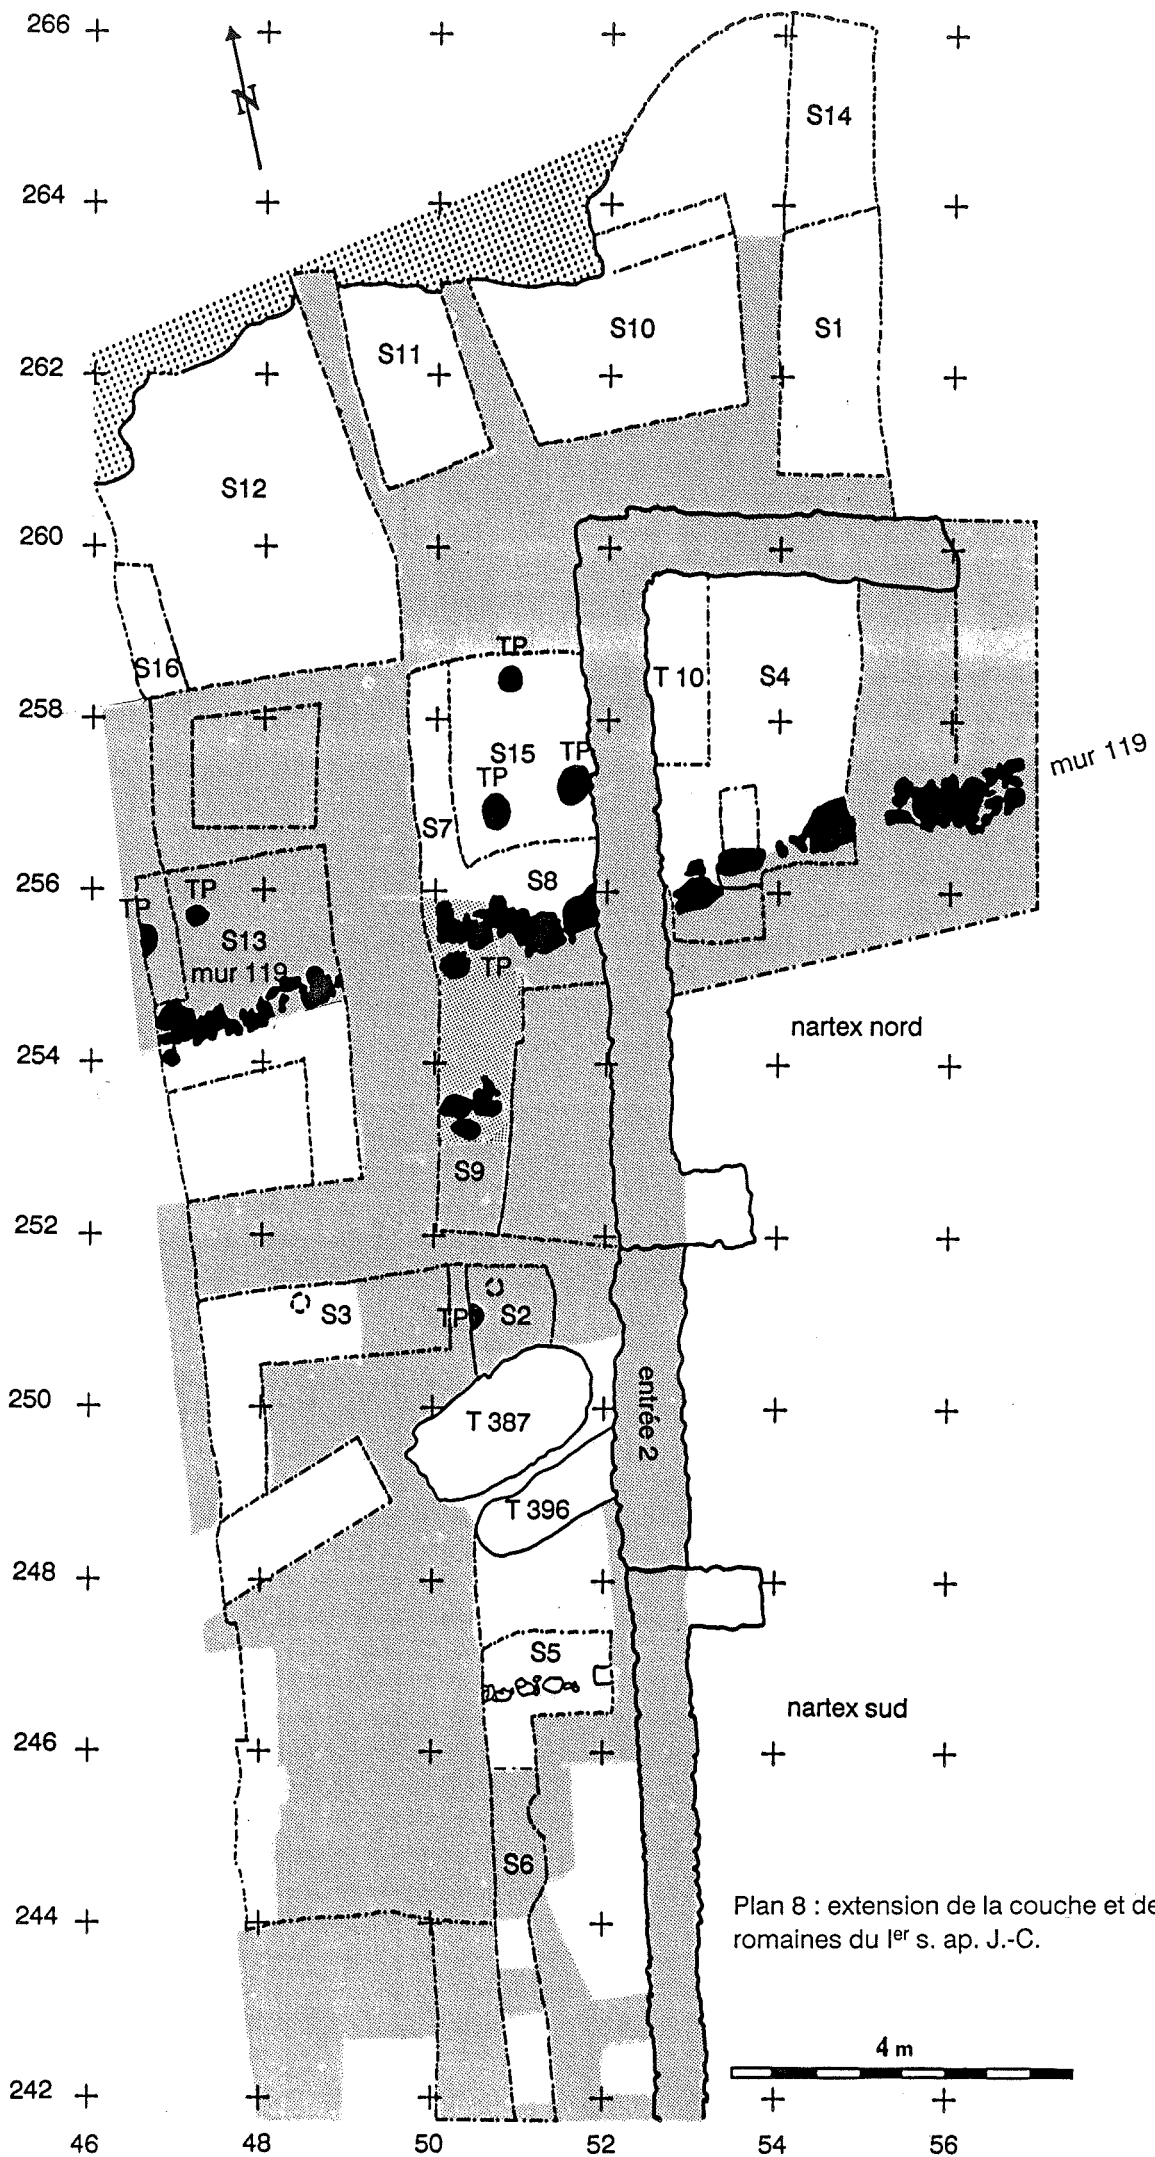 266
N
S14
264
S10
S1
S11
262
S12
260
TP
S16
T 10
S4
258
S15
TP
TP
mur 119
S7
S8
256
TP
TP
S13
mur 119
TP
nartex nord
254
S9
252
S3
TP
S2
entrée 2
250
T 387
T 396
248
S5
nartex sud
246
S6
244
Plan 8 : extension de la couche et de
romaines du Ier s. ap. J.-C.
4 m
242
46 48 50 52 54 56